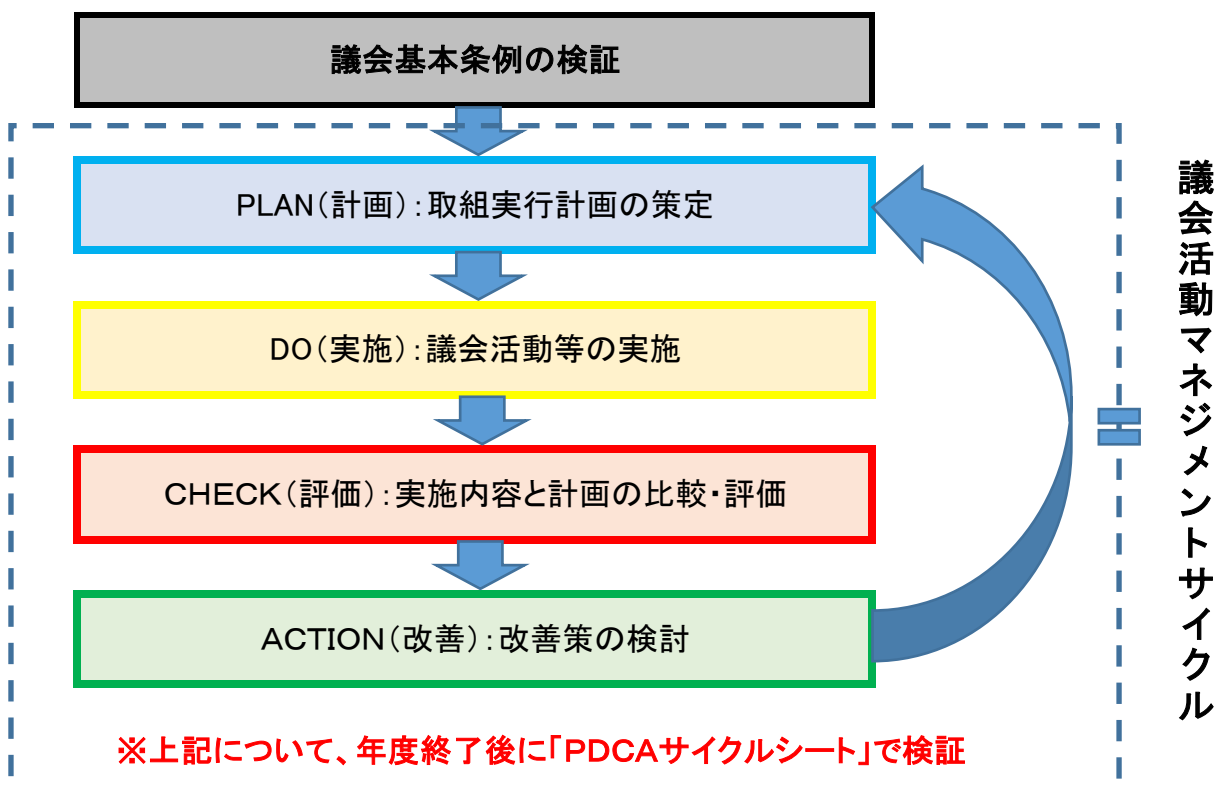 議会基本条例の検証
PLAN（計画）：取組実行計画の策定
DO（実施）：議会活動等の実施
CHECK（評価）：実施内容と計画の比較・評価
ACTION（改善）：改善策の検討
※上記について、年度終了後に「PDCAサイクルシート」で検証
議会活動マネジメントサイクル